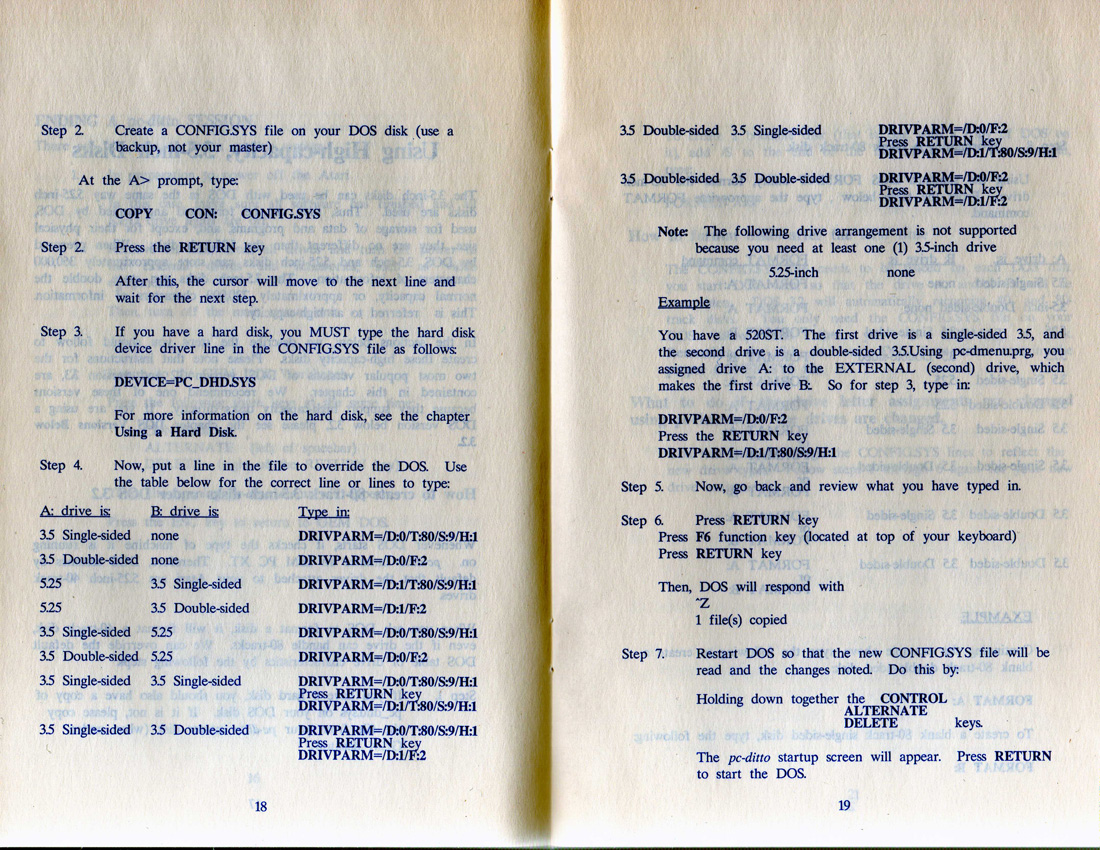 Step 2. Create a CONFIG.SYS file on your DOS disk (use a
backup, not your master)
At the A> prompt, type:
COPY CON: CONFIG.SYS
Step 2. Press the RETURN key
After this, the cursor will move to the next line and
wait for the next step.
Step 3. If you have a hard disk, you MUST type the hard disk
device driver line in the CONFIG.SYS file as follows:
DEVICE=PC_DHD.SYS
For more information on the hard disk, see the chapter
Using a Hard Disk.
Step 4. Now, put a line in the file to override the DOS. Use
the table below for the correct line or lines to type:
A: drive is: B: drive is: Type in:
3.5 Single-sided none DRIVPARM=/D:0/T:80/S:9/H:1
3.5 Double-sided none DRIVPARM=/D:0/F:2
5.25 3.5 Single-sided DRIVPARM=/D:1/T:80/S:9/H:1
5.25 3.5 Double-sided DRIVPARM=/D:1/F:2
3.5 Single-sided 5.25 DRIVPARM=/D:0/T:80/S:9/H:1
3.5 Double-sided 5.25 DRIVPARM=/D:0/F:2
3.5 Single-sided 3.5 Single-sided DRIVPARM=/D:0/T:80/S:9/H:1
Press RETURN key
DRIVPARM=/D:1/T:80/S:9/H:1
3.5 Single-sided 3.5 Double-sided DRIVPARM=/D:0/T:80/S:9/H:1
Press RETURN key
DRIVPARM=/D:1/F:2
18
3.5 Double-sided 3.5 Single-sided DRIVPARM=/D:0/F:2
Press RETURN key
DRIVPARM=/D:1/T:80/S:9/H:1
3.5 Double-sided 3.5 Double-sided DRIVPARM=/D:0/F:2
Press RETURN key
DRIVPARM=/D:1/F:2
Note: The following drive arrangement is not supported
because you need at least one (1) 3.5-inch drive
5.25-inch none
Example
You have a 520ST. The first drive is a single-sided 3.5, and
the second drive is a double-sided 3.5.Using pc-dmenu.prg, you
assigned drive A: to the EXTERNAL (second) drive, which
makes the first drive B:. So for step 3, type in:
DRIVPARM=/D:0/F:2
Press the RETURN key
DRIVPARM=/D:1/T:80/S:9/H:1
Step 5. Now, go back and review what you have typed in.
Step 6. Press RETURN key
Press F6 function key (located at top of your keyboard)
Press RETURN key
Then, DOS will respond with
^Z
1 file(s) copied
Step 7. Restart DOS so that the new CONFIG.SYS file will be
read and the changes noted. Do this by:
Holding down together the CONTROL
ALTERNATE
DELETE keys.
The pc-ditto startup screen will appear. Press RETURN
to start the DOS.
19